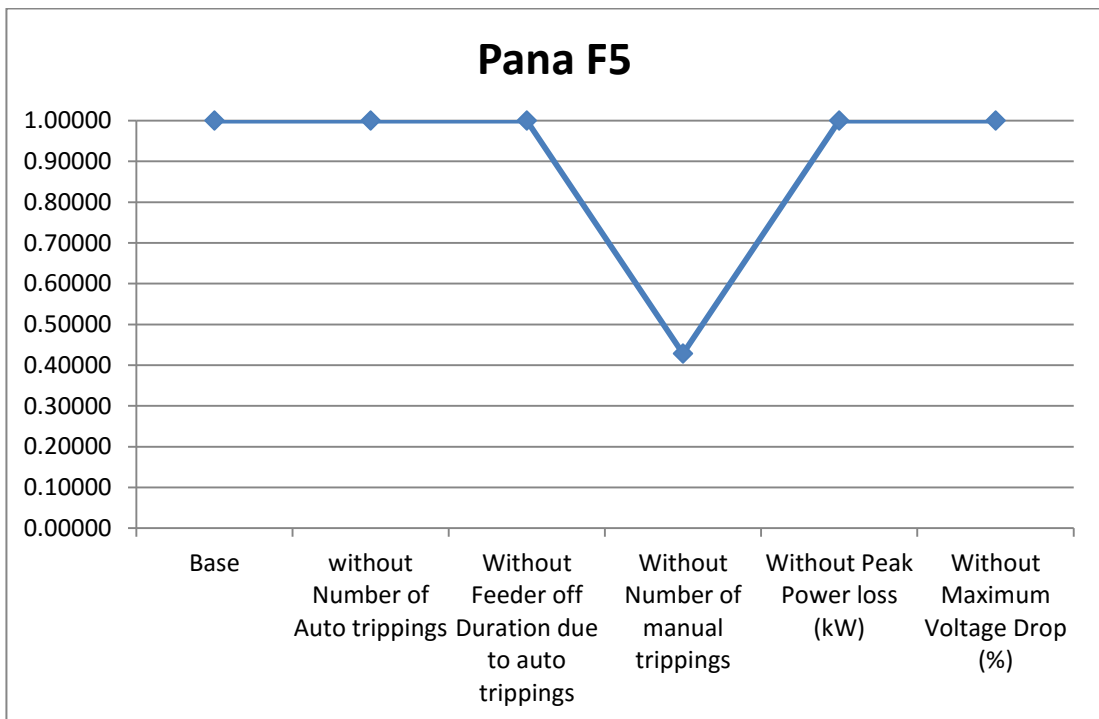 Pana F5
1.00000
0.90000
0.80000
0.70000
0.60000
0.50000
0.40000
0.30000
0.20000
0.10000
0.00000
Base
without
Number of
Auto trippings
Without
Feeder off
Duration due
to auto
trippings
Without
Number of
manual
trippings
Without Peak
Power loss
(kW)
Without
Maximum
Voltage Drop
(%)